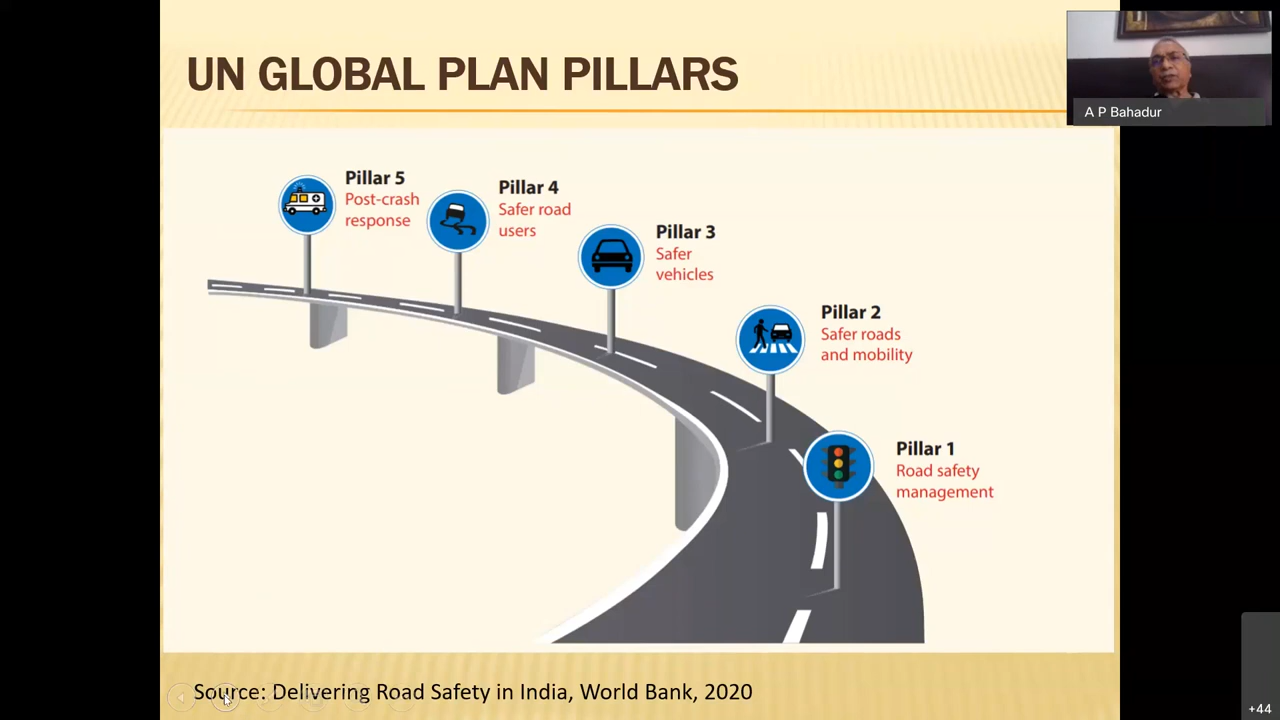 UN GLOBAL PLAN PILLARS
A P Bahadur
Pillar 5
Post-crash
response
Pillar 4
Safer road
users
Pillar 3
Safer
vehicles
Pillar 2
Safer roads
and mobility
Pillar 1
Road safety
management
Source: Delivering Road Safety in India, World Bank, 2020
+44